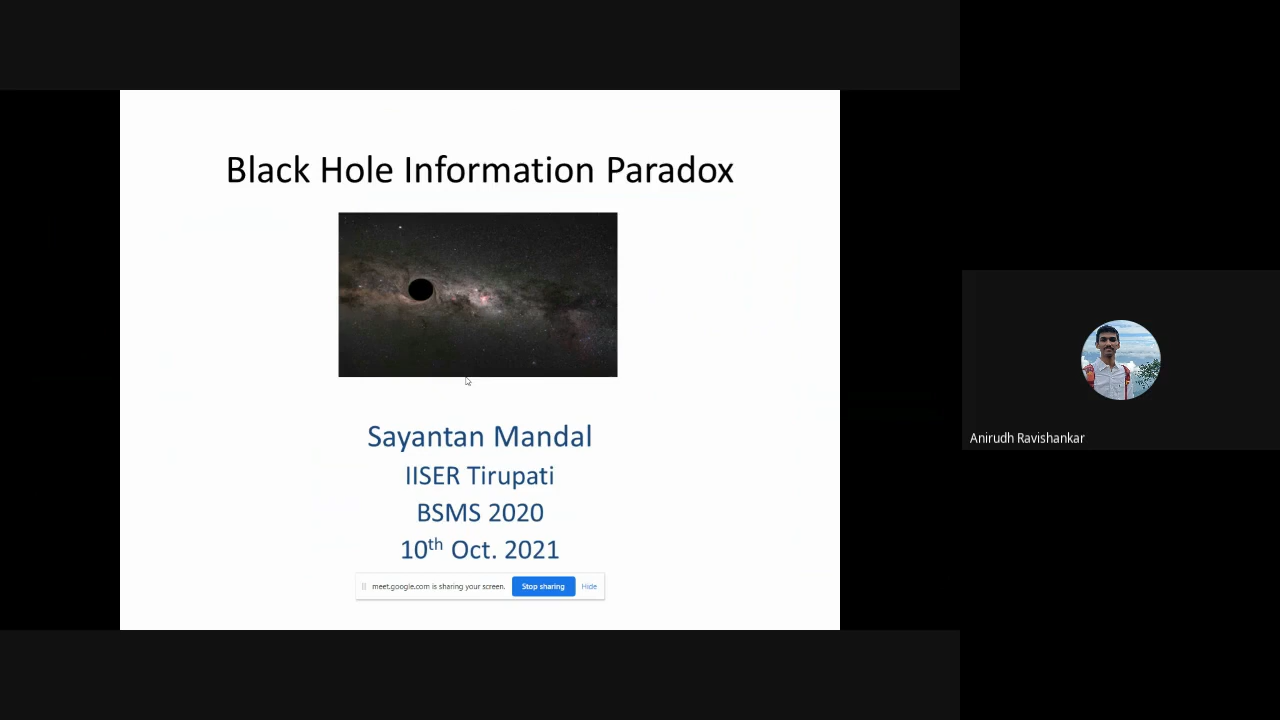 Black Hole Information Paradox
Sayantan Mandal
IISER Tirupati
BSMS 2020
10th Oct. 2021
meet.google.com is sharing your screen. Stop sharing Hide
Anirudh Ravishankar